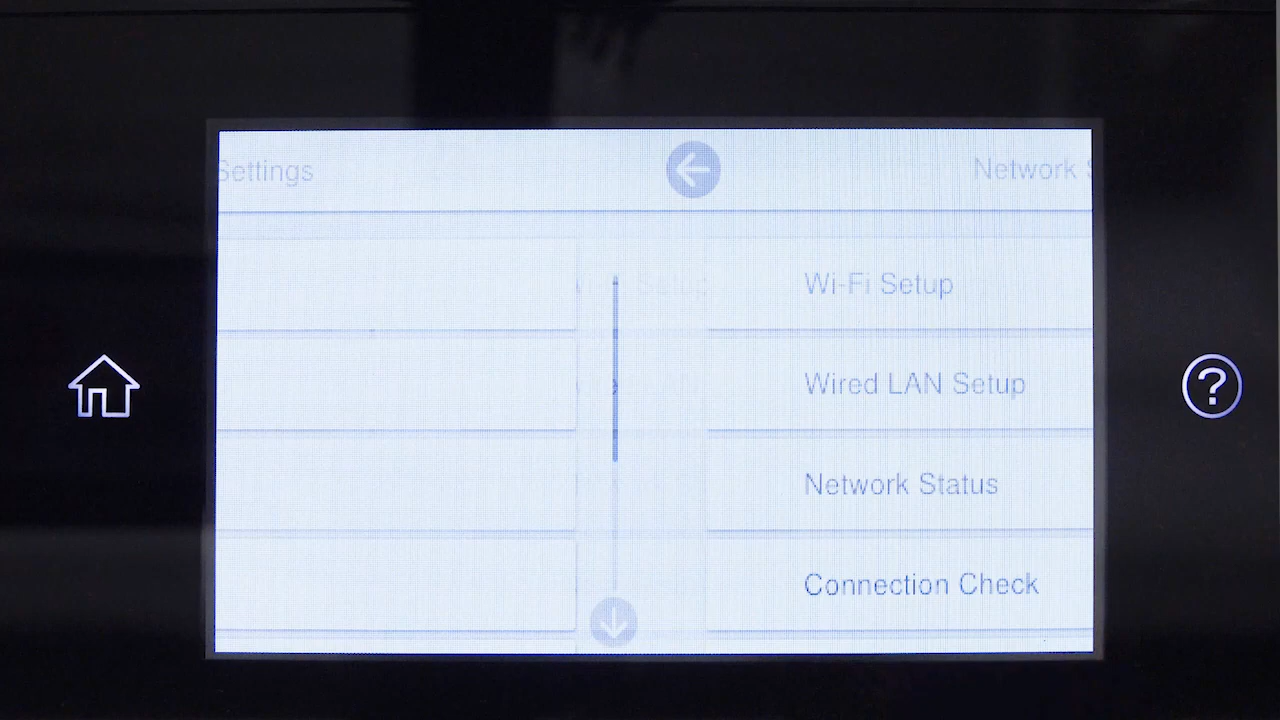 Settings
Network
Wi-Fi Setup
Wired LAN Setup
Network Status
Connection Check
?